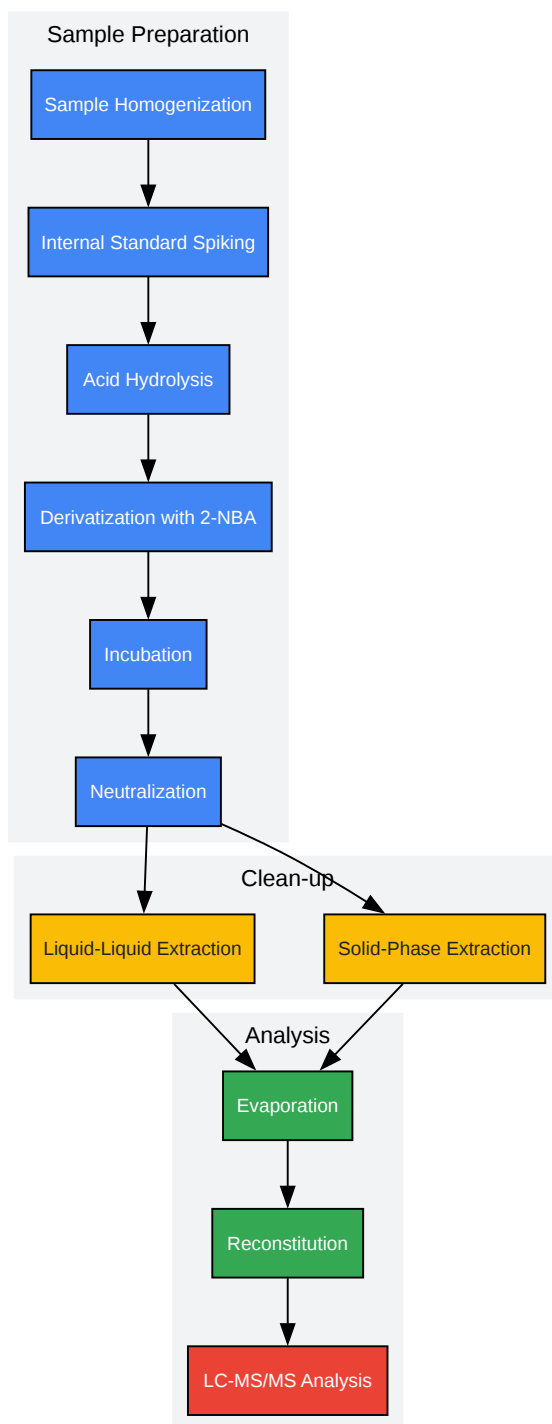 Sample Preparation
Sample Homogenization
Internal Standard Spiking
Acid Hydrolysis
Derivatization with 2-NBA
Incubation
Neutralization
Clean-up
Liquid-Liquid Extraction
Solid-Phase Extraction
Analysis
Evaporation
Reconstitution
LC-MS/MS Analysis